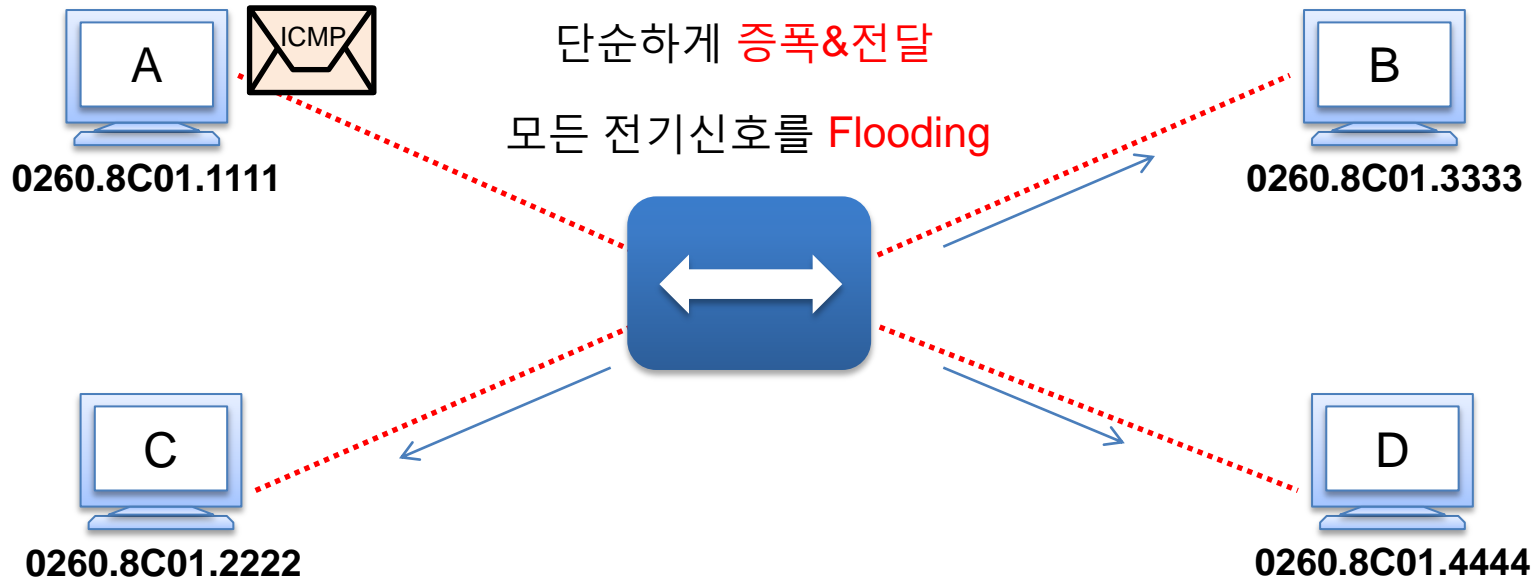 A
ICMP
단순하게 증폭&전달
B
모든 전기신호를 Flooding
0260.8C01.1111
0260.8C01.3333
C
D
0260.8C01.2222
0260.8C01.4444